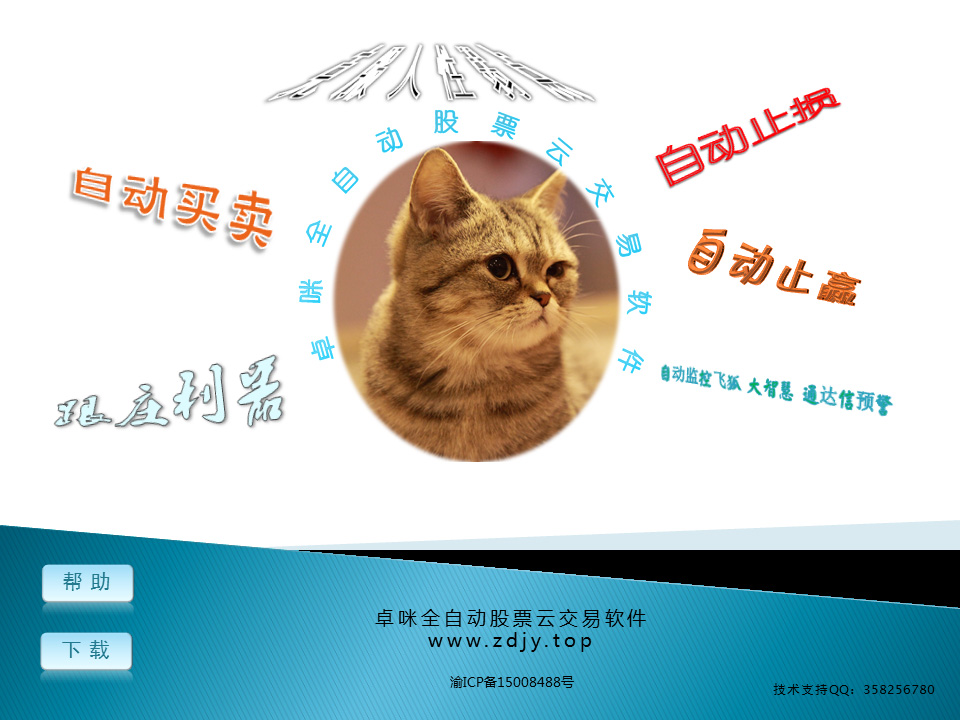 卓咪全自动股票云交易软件
自动止损
自动买卖
自动止赢
跟庄利器
自动监控飞狐 大智慧 通达信预警
帮助
下载
卓咪全自动股票云交易软件
www.zdjy.top
渝ICP备15008488号
技术支持QQ：358256780